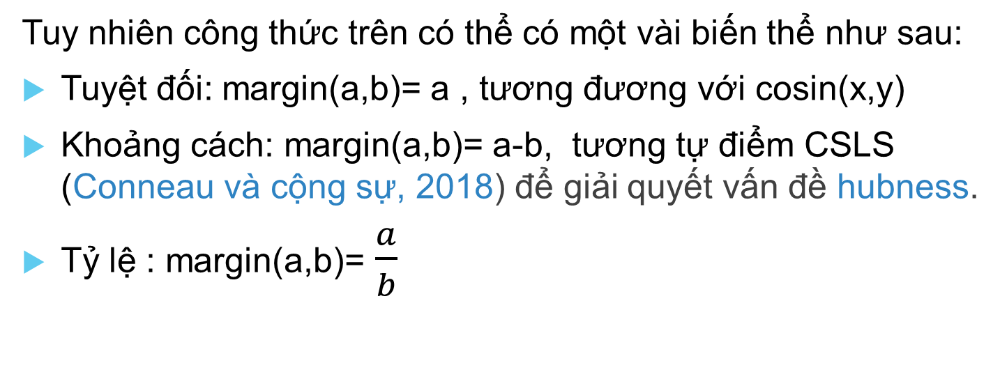 Tuy nhiên công thức trên có thể có một vài biến thể như sau:
Tuyệt đối: margin(a,b)= a , tương đương với cosin(x,y)
Khoảng cách: margin(a,b)= a-b, tương tự điểm CSLS
(Conneau và cộng sự, 2018) để giải quyết vấn đề hubness.
Tỷ lệ : margin(a,b)= a/b